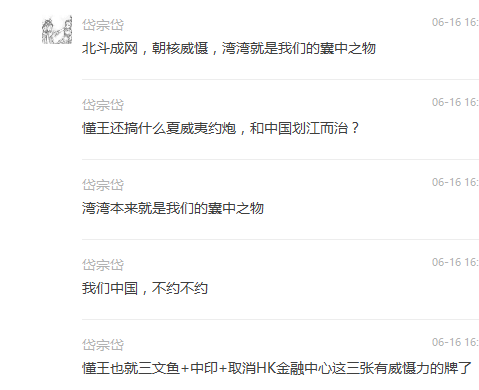 岱宗岱
06-16 16:
北斗成网，朝核威慑，湾湾就是我们的囊中之物
岱宗岱
06-16 16:
懂王还搞什么夏威夷约炮，和中国划江而治？
岱宗岱
06-16 16:
湾湾本来就是我们的囊中之物
岱宗岱
06-16 16:
我们中国，不约不约
岱宗岱
06-16 16:
懂王也就三文鱼+中印+取消HK金融中心这三张有威慑力的牌了